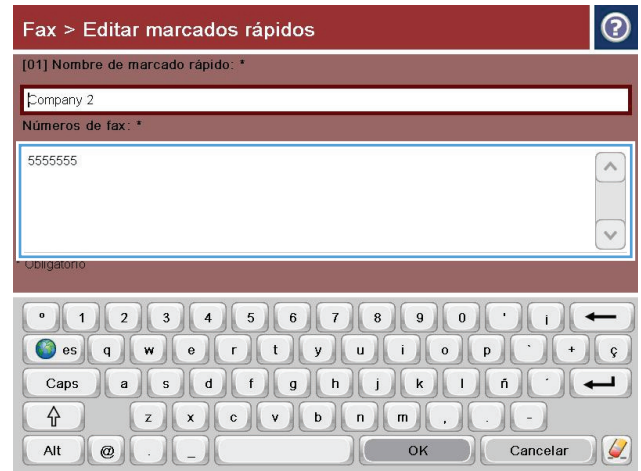 Fax > Editar marcados rápidos
?
[01] Nombre de marcado rápido: *
Company 2
Números de fax: *
5555555
* Obligatorio
º 1 2 3 4 5 6 7 8 9 0 ' ¡
es q w e r t y u i o p ` + ç
Caps a s d f g h j k l ñ ´
z x c v b n m , . -
Alt @ . _ OK Cancelar